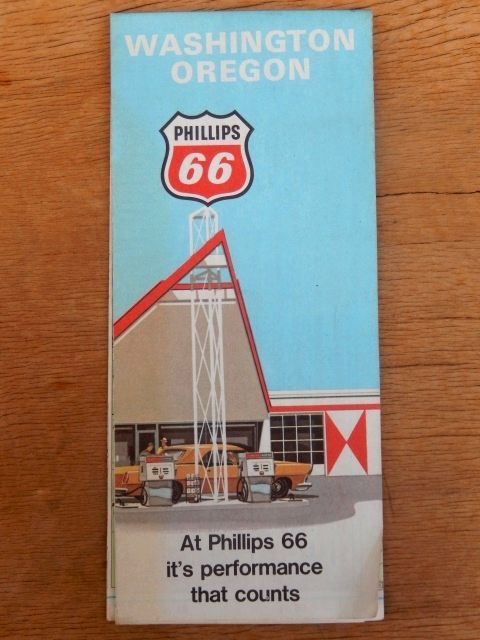 WASHINGTON
OREGON
PHILLIPS
66
At Phillips 66
it's performance
that counts